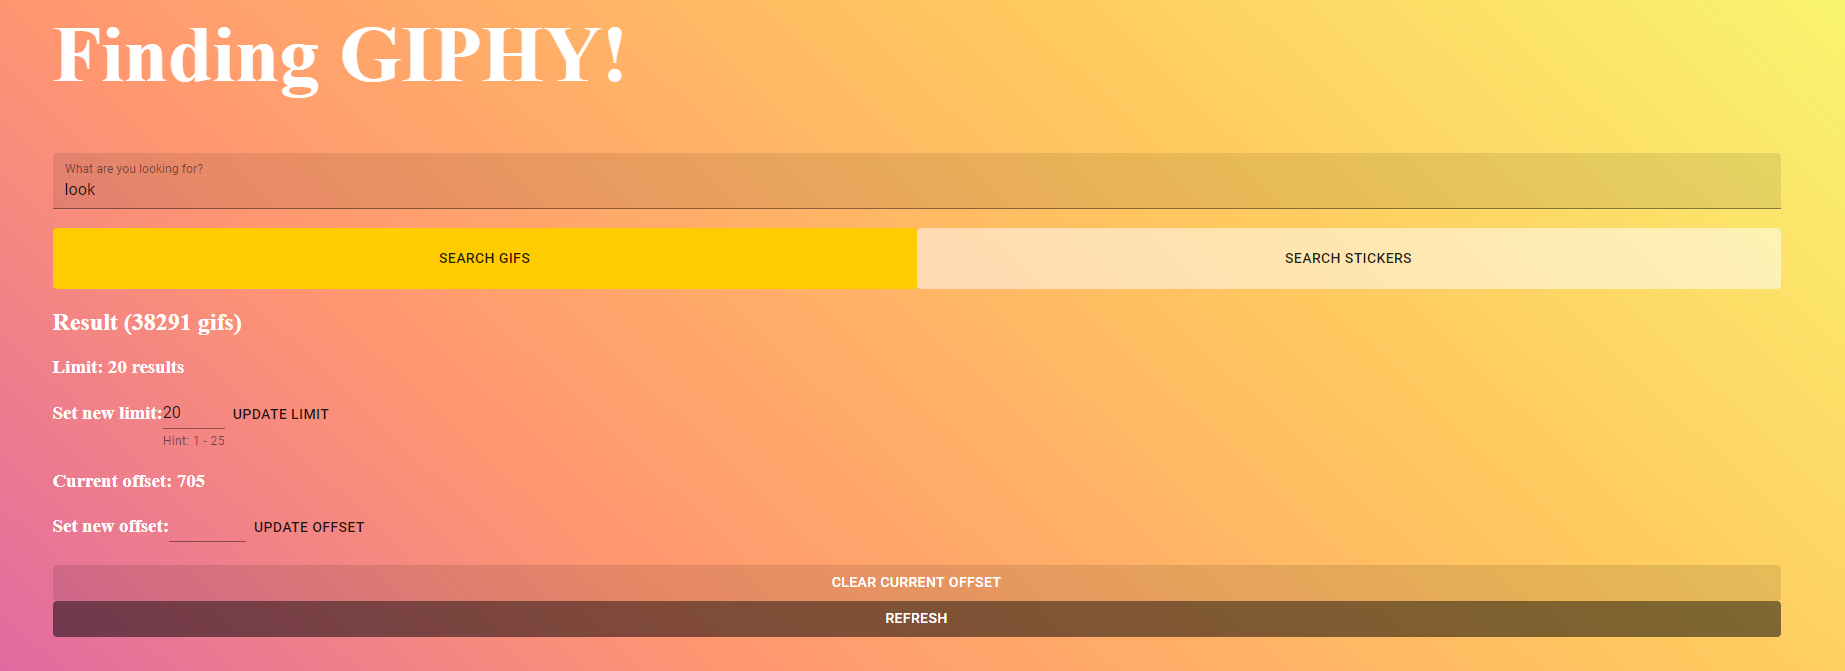 Finding GIPHY!
What are you looking for?
look
SEARCH GIFS
SEARCH STICKERS
Result (38291 gifs)
Limit: 20 results
Set new limit: 20 UPDATE LIMIT
Hint: 1 - 25
Current offset: 705
Set new offset: UPDATE OFFSET
CLEAR CURRENT OFFSET
REFRESH